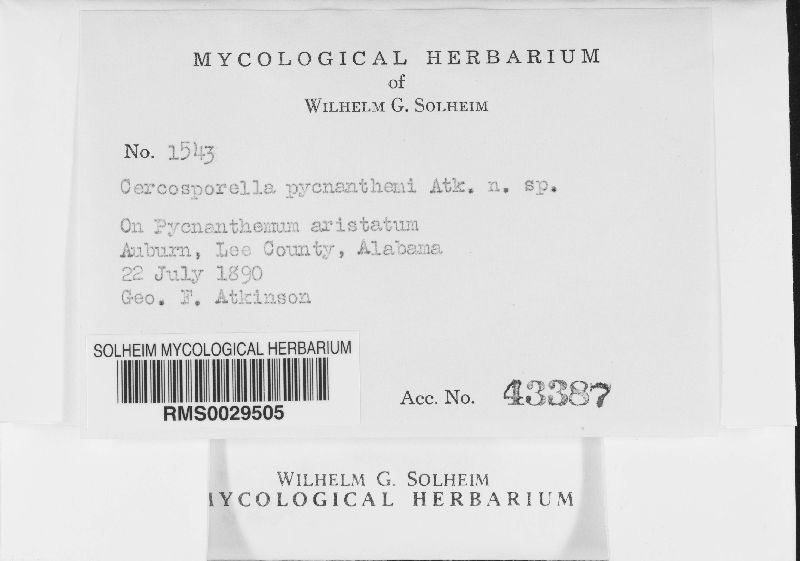 MYCOLOGICAL HERBARIUM
of
WILHELM G. SOLHEIM
No. 1543
Cercosporella pycnanthemi Atk. n. sp.
On Pycnanthemum aristatum
Auburn, Lee County, Alabama
22 July 1890
Geo. F. Atkinson
SOLHEIM MYCOLOGICAL HERBARIUM
RMS0029505
Acc. No. 43387
WILHELM G. SOLHEIM
MYCOLOGICAL HERBARIUM